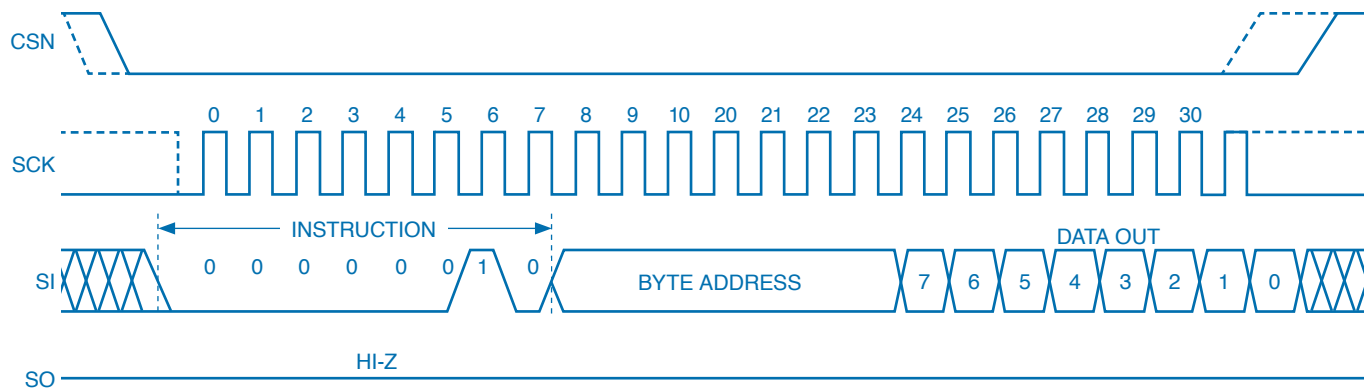 CSN
0 1 2 3 4 5 6 7 8 9 10 20 21 22 23 24 25 26 27 28 29 30
SCK
INSTRUCTION
DATA OUT
SI 0 0 0 0 0 0 1 0 BYTE ADDRESS 7 6 5 4 3 2 1 0
HI-Z
SO